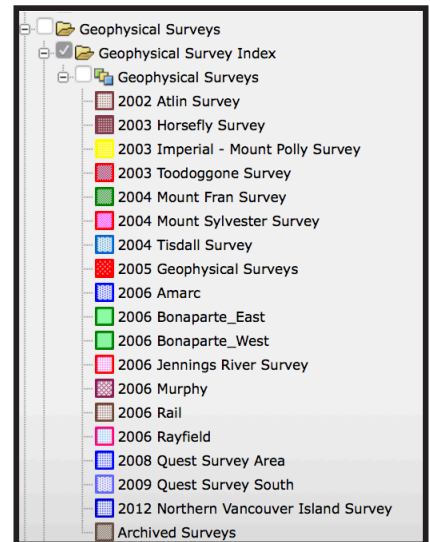 Geophysical Surveys
Geophysical Survey Index
Geophysical Surveys
2002 Atlin Survey
2003 Horsefly Survey
2003 Imperial - Mount Polly Survey
2003 Toodoggone Survey
2004 Mount Fran Survey
2004 Mount Sylvester Survey
2004 Tisdall Survey
2005 Geophysical Surveys
2006 Amarc
2006 Bonaparte_East
2006 Bonaparte_West
2006 Jennings River Survey
2006 Murphy
2006 Rail
2006 Rayfield
2008 Quest Survey Area
2009 Quest Survey South
2012 Northern Vancouver Island Survey
Archived Surveys